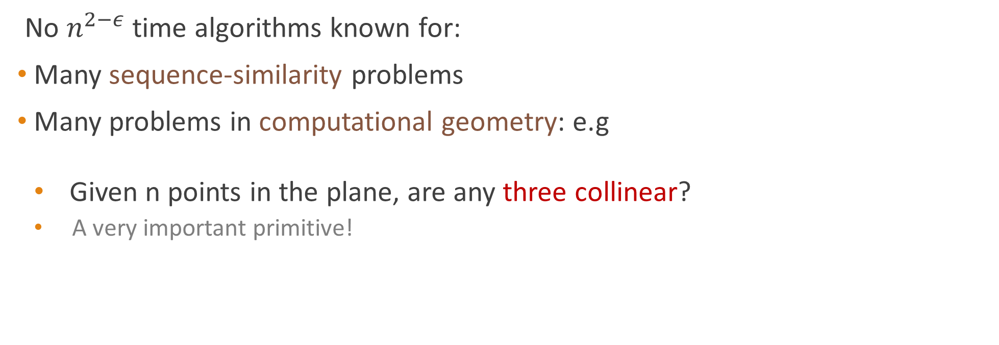 No $n^{2-\epsilon}$ time algorithms known for:
• Many sequence-similarity problems
• Many problems in computational geometry: e.g
• Given n points in the plane, are any three collinear?
• A very important primitive!